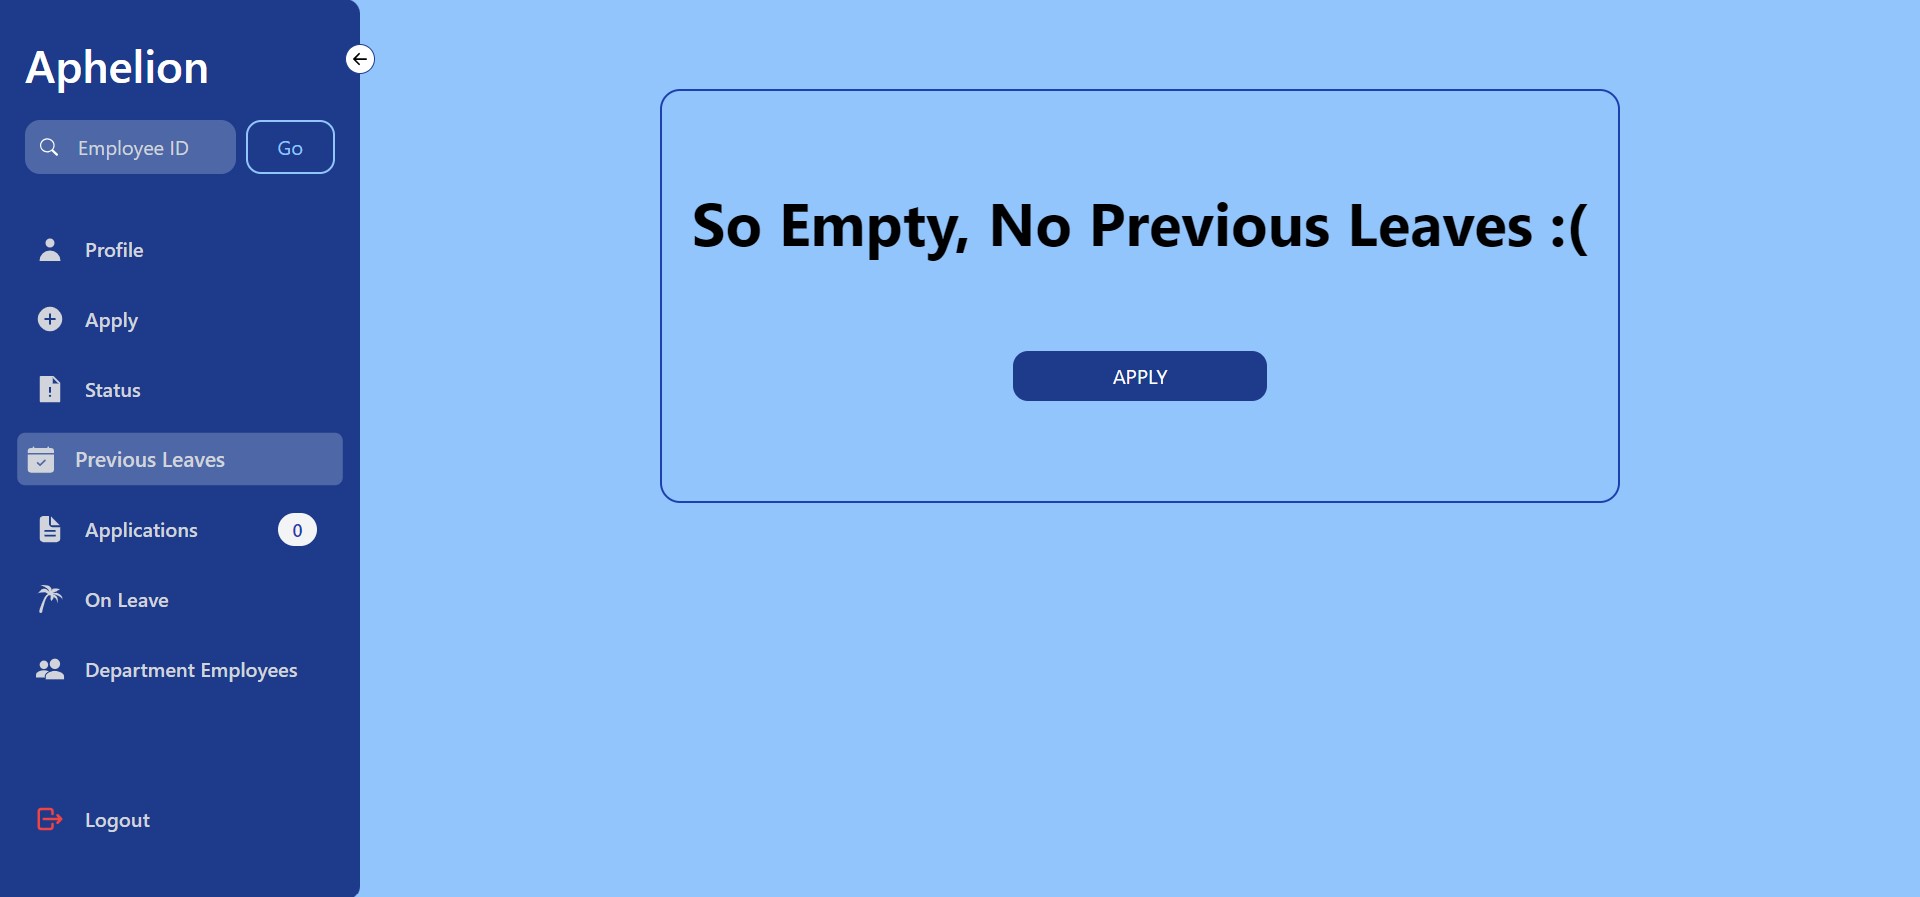 Aphelion
Employee ID
Go
Profile
Apply
Status
Previous Leaves
Applications
0
On Leave
Department Employees
Logout
So Empty, No Previous Leaves :(
APPLY